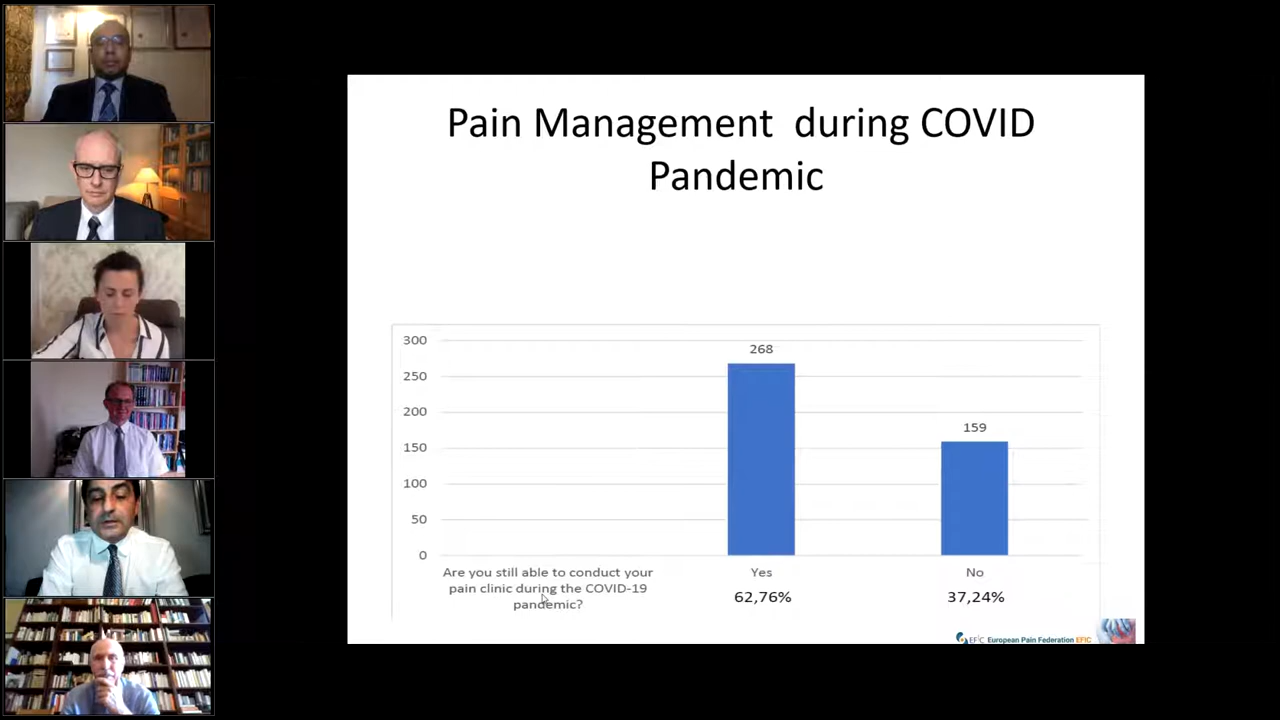 Pain Management during COVID
Pandemic
300
250
200
150
100
50
0
268
159
Are you still able to conduct your
pain clinic during the COVID-19
pandemic?
Yes
No
62,76%
37,24%
EFIC European Pain Federation EFIC